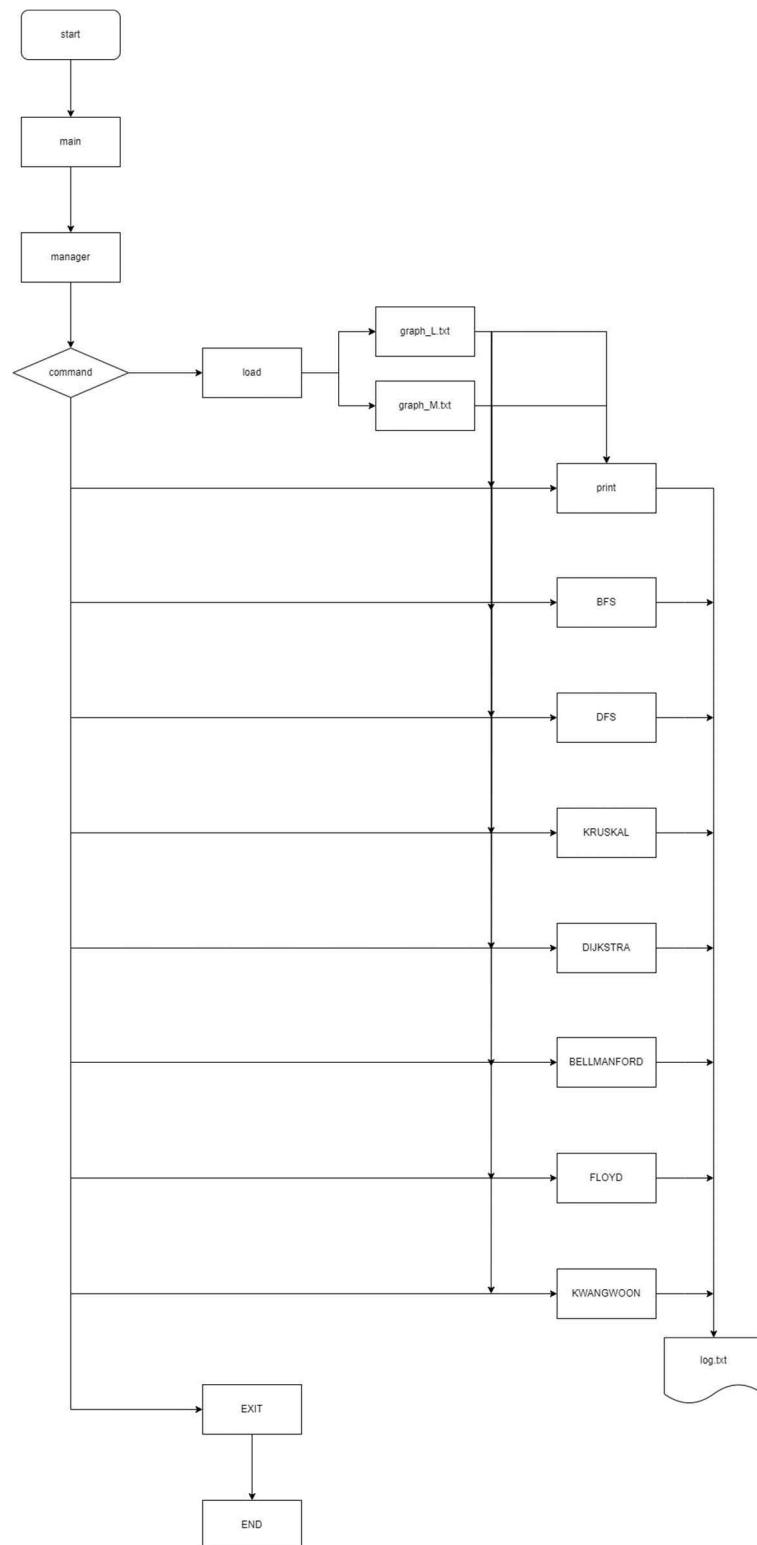 start
main
manager
command
load
graph_L.txt
graph_M.txt
print
BFS
DFS
KRUSKAL
DIJKSTRA
BELLMANFORD
FLOYD
KWANGWOON
log.txt
EXIT
END